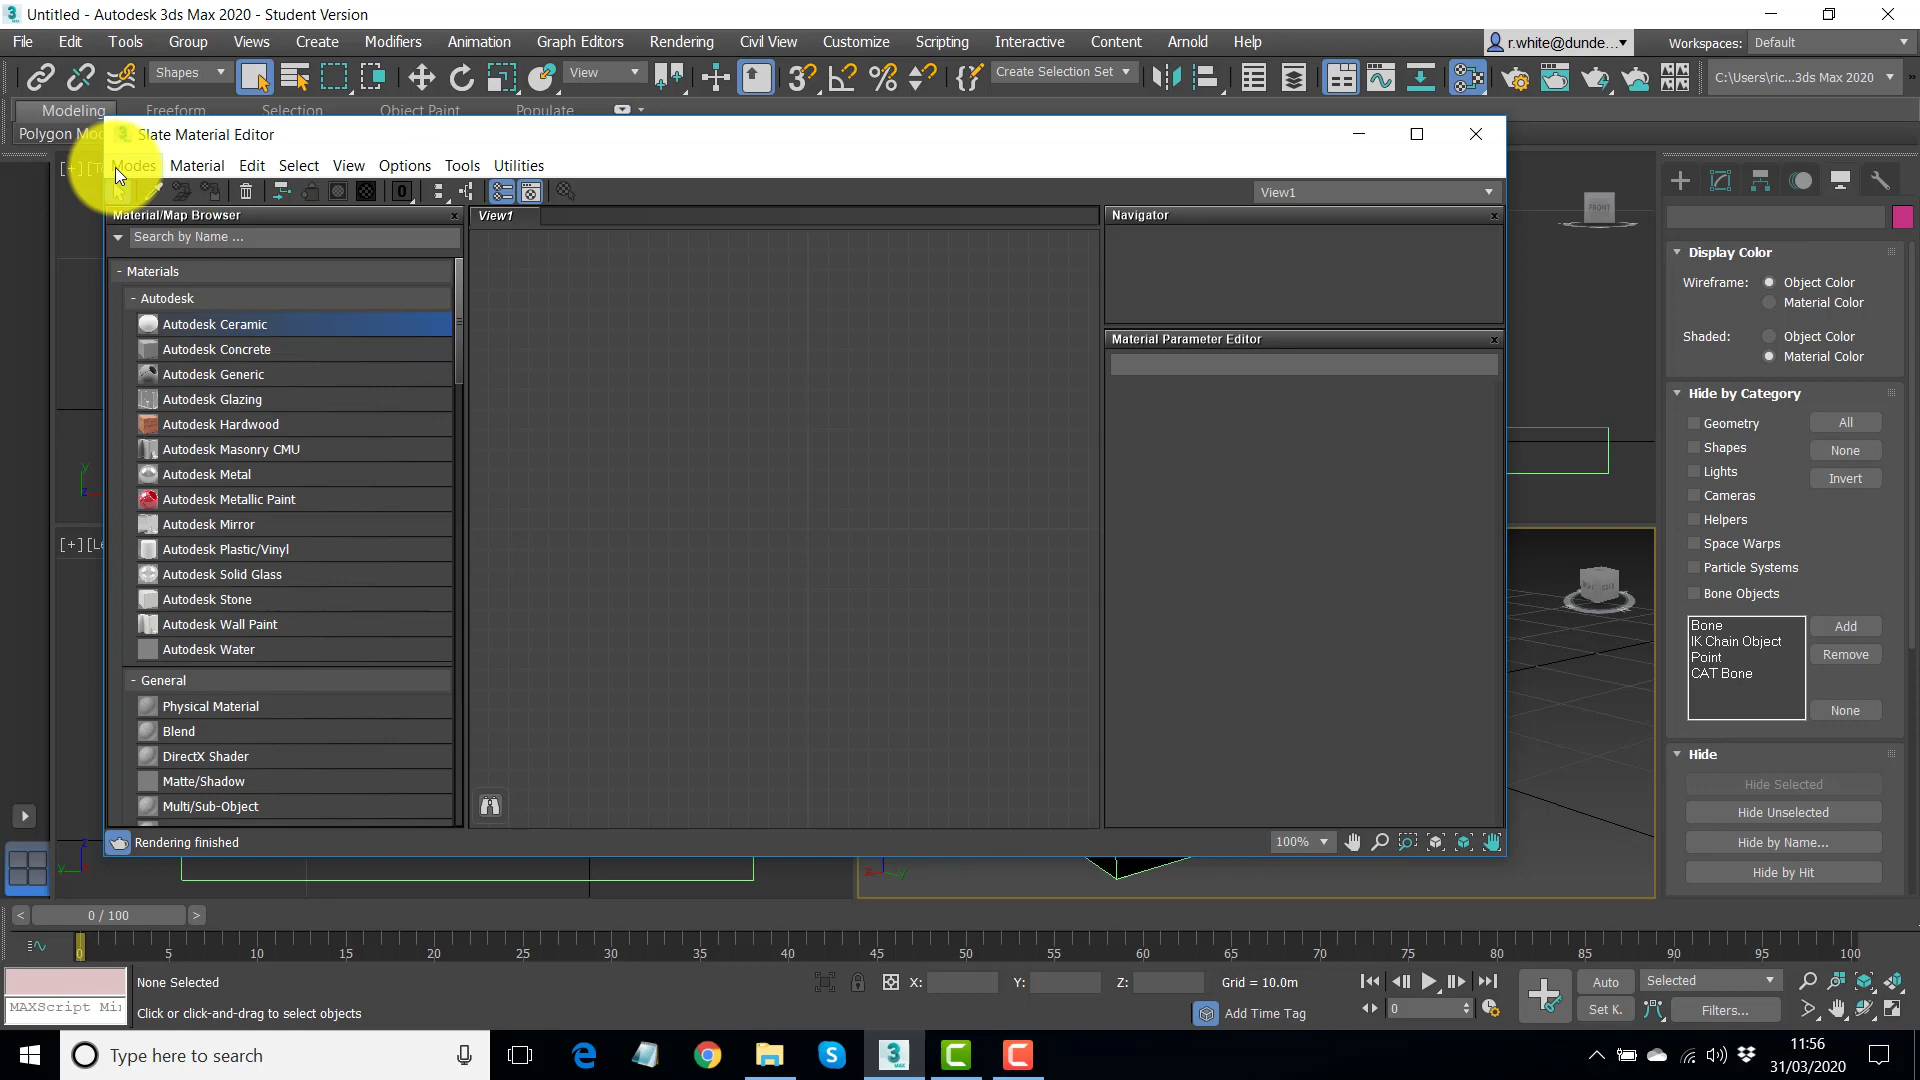 Untitled - Autodesk 3ds Max 2020 - Student Version
File Edit Tools Group Views Create Modifiers Animation Graph Editors Rendering Civil View Customize Scripting Interactive Content Arnold Help
r.white@dunde... Workspaces: Default
Shapes View Create Selection Set C:\Users\ric...3ds Max 2020
Modeling Freeform Selection Object Paint Populate
Polygon Mo
Slate Material Editor
Modes Material Edit Select View Options Tools Utilities
View1
Material/Map Browser
Search by Name ...
- Materials
- Autodesk
Autodesk Ceramic
Autodesk Concrete
Autodesk Generic
Autodesk Glazing
Autodesk Hardwood
Autodesk Masonry CMU
Autodesk Metal
Autodesk Metallic Paint
Autodesk Mirror
Autodesk Plastic/Vinyl
Autodesk Solid Glass
Autodesk Stone
Autodesk Wall Paint
Autodesk Water
- General
Physical Material
Blend
DirectX Shader
Matte/Shadow
Multi/Sub-Object
Rendering finished
View1
Navigator
Material Parameter Editor
100%
FRONT
Display Color
Wireframe: Object Color
Material Color
Shaded: Object Color
Material Color
Hide by Category
Geometry All
Shapes None
Lights Invert
Cameras
Helpers
Space Warps
Particle Systems
Bone Objects
Bone
IK Chain Object
Point
CAT Bone
Add
Remove
None
Hide
Hide Selected
Hide Unselected
Hide by Name...
Hide by Hit
< 0 / 100 >
0 5 10 15 20 25 30 35 40 45 50 55 60 65 70 75 80 85 90 95 100
None Selected X: Y: Z: Grid = 10.0m Auto Selected
MAXScript Mi Click or click-and-drag to select objects Add Time Tag 0 Set K. Filters...
Type here to search
11:56
31/03/2020